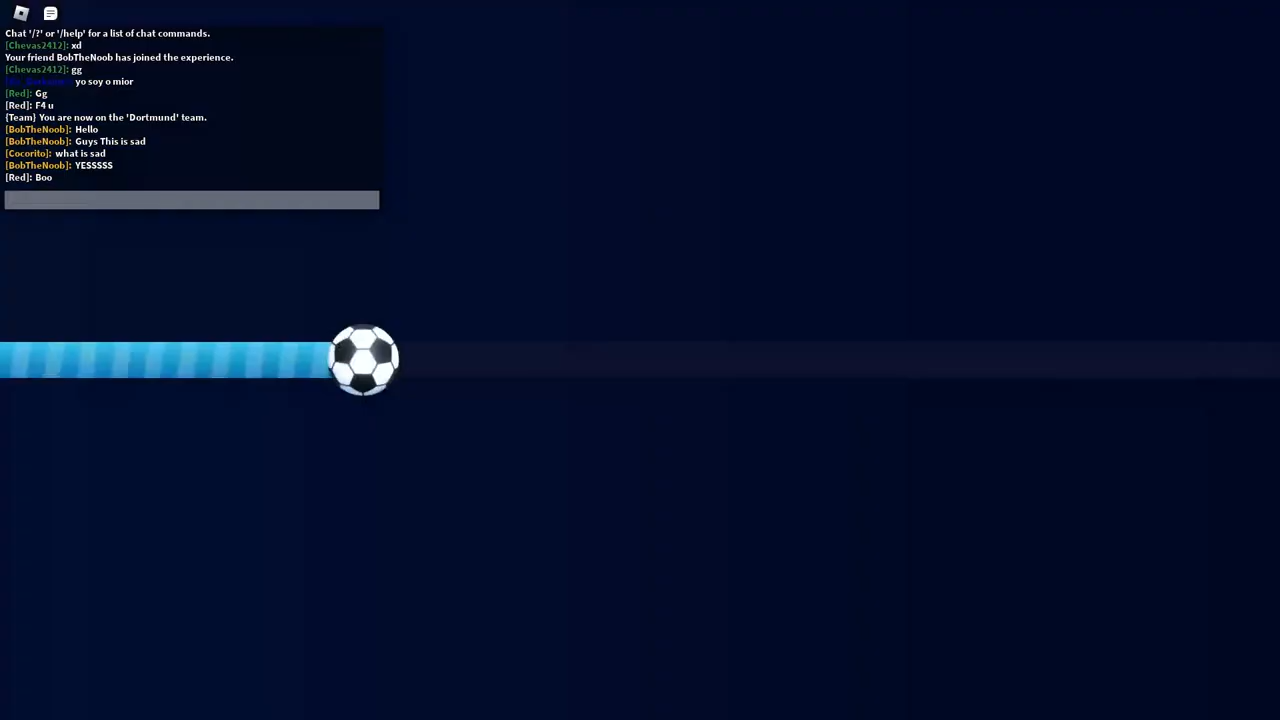 Chat '/?' or '/help' for a list of chat commands.
[Chevas2412]: xd
Your friend BobTheNoob has joined the experience.
[Chevas2412]: gg
yo soy o mior
[Red]: Gg
[Red]: F4 u
{Team} You are now on the 'Dortmund' team.
[BobTheNoob]: Hello
[BobTheNoob]: Guys This is sad
[Cocorito]: what is sad
[BobTheNoob]: YESSSSS
[Red]: Boo